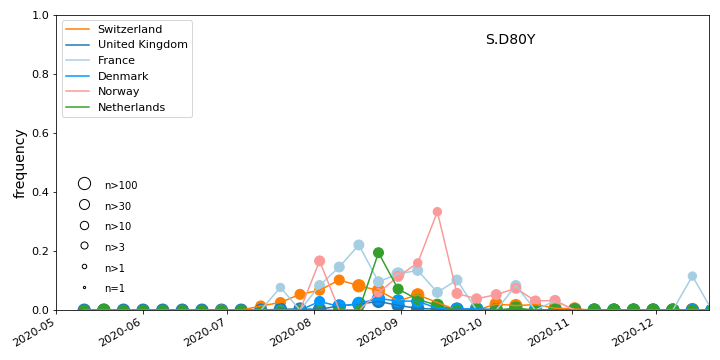 S.D80Y
Switzerland
United Kingdom
France
Denmark
Norway
Netherlands
n>100
n>30
n>10
n>3
n>1
n=1
frequency
1.0
0.8
0.6
0.4
0.2
0.0
2020-05
2020-06
2020-07
2020-08
2020-09
2020-10
2020-11
2020-12